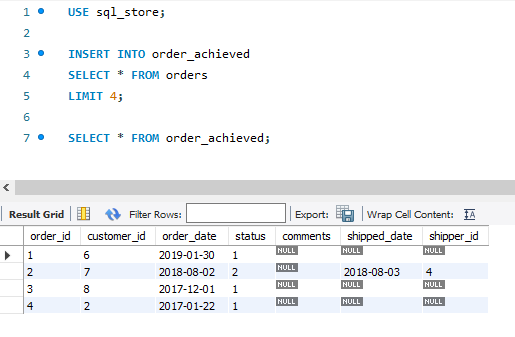 1 USE sql_store;
2
3 INSERT INTO order_achieved
4 SELECT * FROM orders
5 LIMIT 4;
6
7 SELECT * FROM order_achieved;
Result Grid Filter Rows: Export: Wrap Cell Content:
order_id customer_id order_date status comments shipped_date shipper_id
1 6 2019-01-30 1 NULL NULL NULL
2 7 2018-08-02 2 NULL 2018-08-03 4
3 8 2017-12-01 1 NULL NULL NULL
4 2 2017-01-22 1 NULL NULL NULL